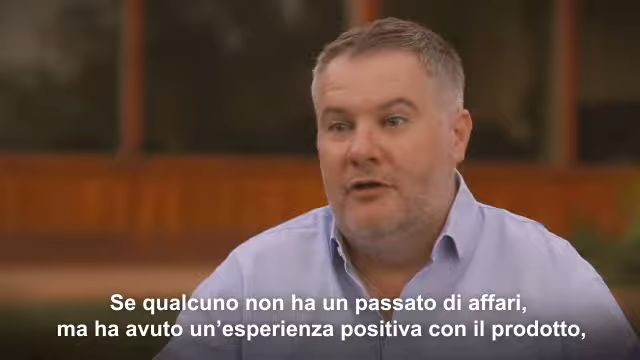 Se qualcuno non ha un passato di affari,
ma ha avuto un’esperienza positiva con il prodotto,